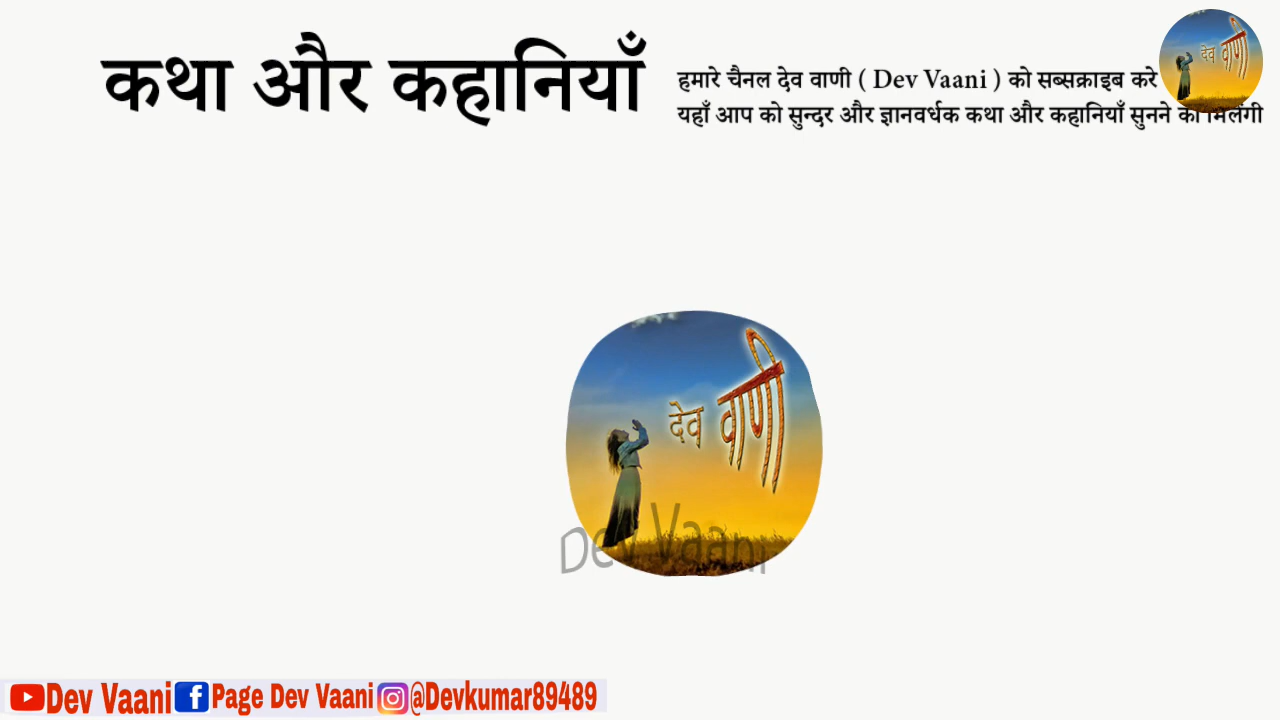 कथा और कहानियाँ
हमारे चैनल देव वाणी ( Dev Vaani ) को सब्सक्राइब करे
यहाँ आप को सुन्दर और ज्ञानवर्धक कथा और कहानियाँ सुनने को मिलेंगी
देव वाणी
देव वाणी
Dev Vaani
Dev Vaani Page Dev Vaani @Devkumar89489